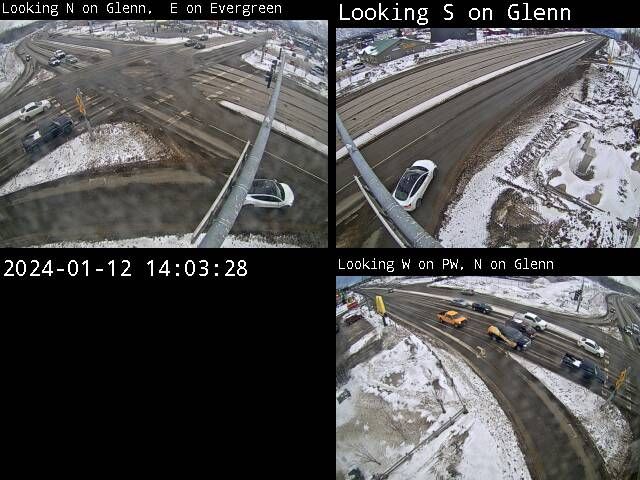 Looking N on Glenn,  E on Evergreen
Looking S on Glenn
2024-01-12 14:03:28
Looking W on PW, N on Glenn